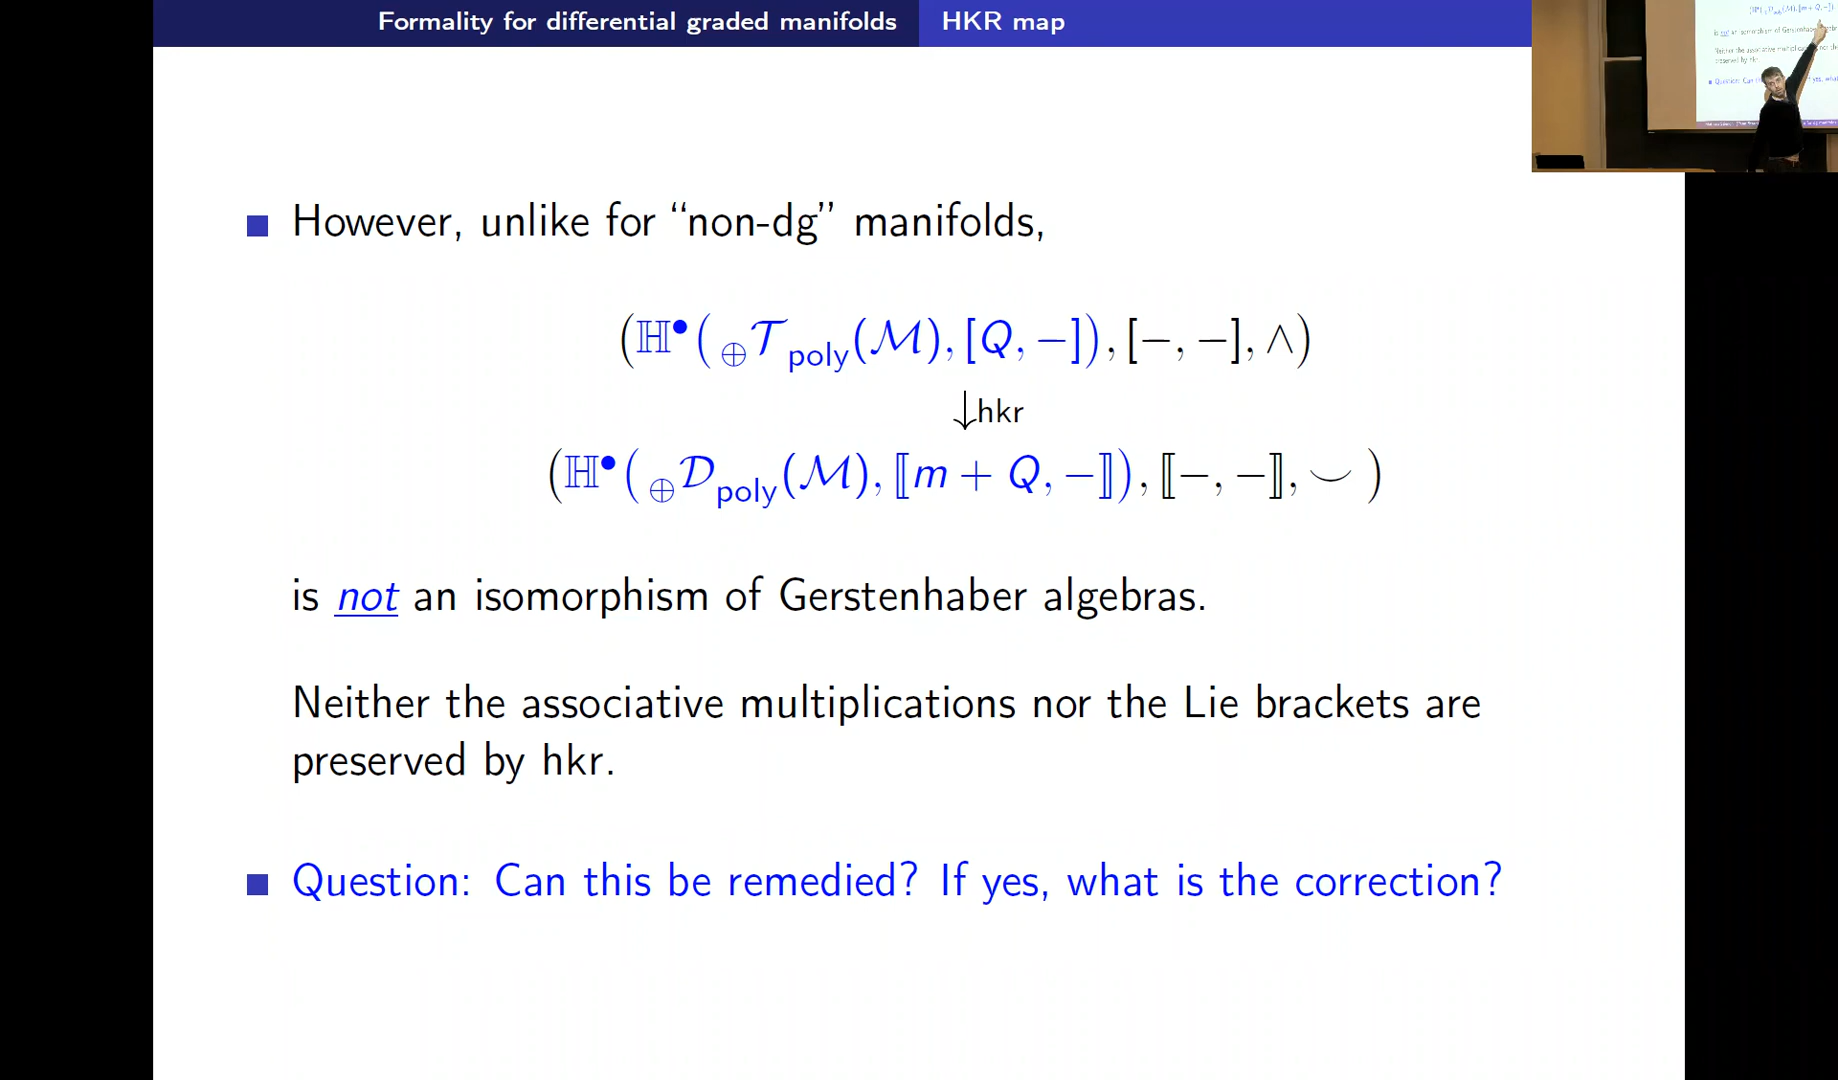 Formality for differential graded manifolds HKR map
However, unlike for “non-dg” manifolds,
(ℍ•(⊕𝒯poly(ℳ), [Q, −]), [−, −], ∧)
↓hkr
(ℍ•(⊕𝒟poly(ℳ), ⟦m + Q, −⟧), ⟦−, −⟧, ⌣)
is not an isomorphism of Gerstenhaber algebras.
Neither the associative multiplications nor the Lie brackets are
preserved by hkr.
Question: Can this be remedied? If yes, what is the correction?